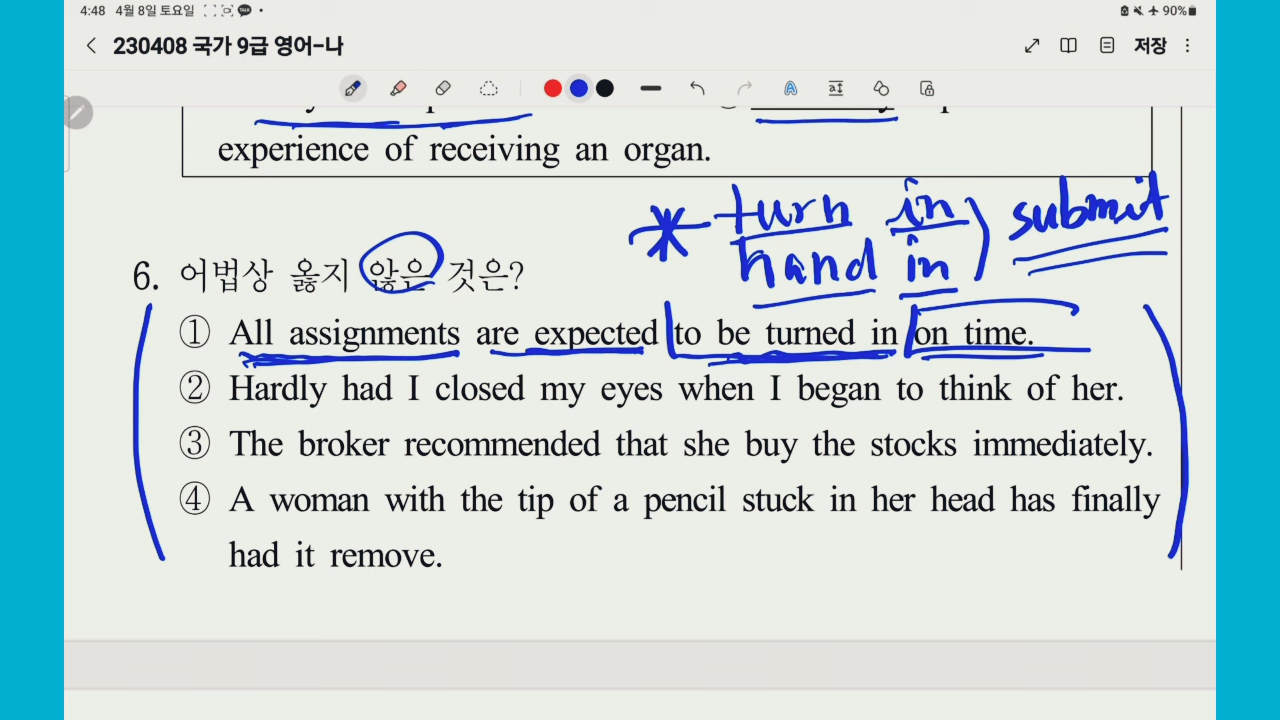 4:48 4월 8일 토요일 TALK •
90%
230408 국가 9급 영어-나
저장
experience of receiving an organ.
* turn in
hand in
submit
6. 어법상 옳지 않은 것은?
① All assignments are expected to be turned in on time.
② Hardly had I closed my eyes when I began to think of her.
③ The broker recommended that she buy the stocks immediately.
④ A woman with the tip of a pencil stuck in her head has finally
had it remove.